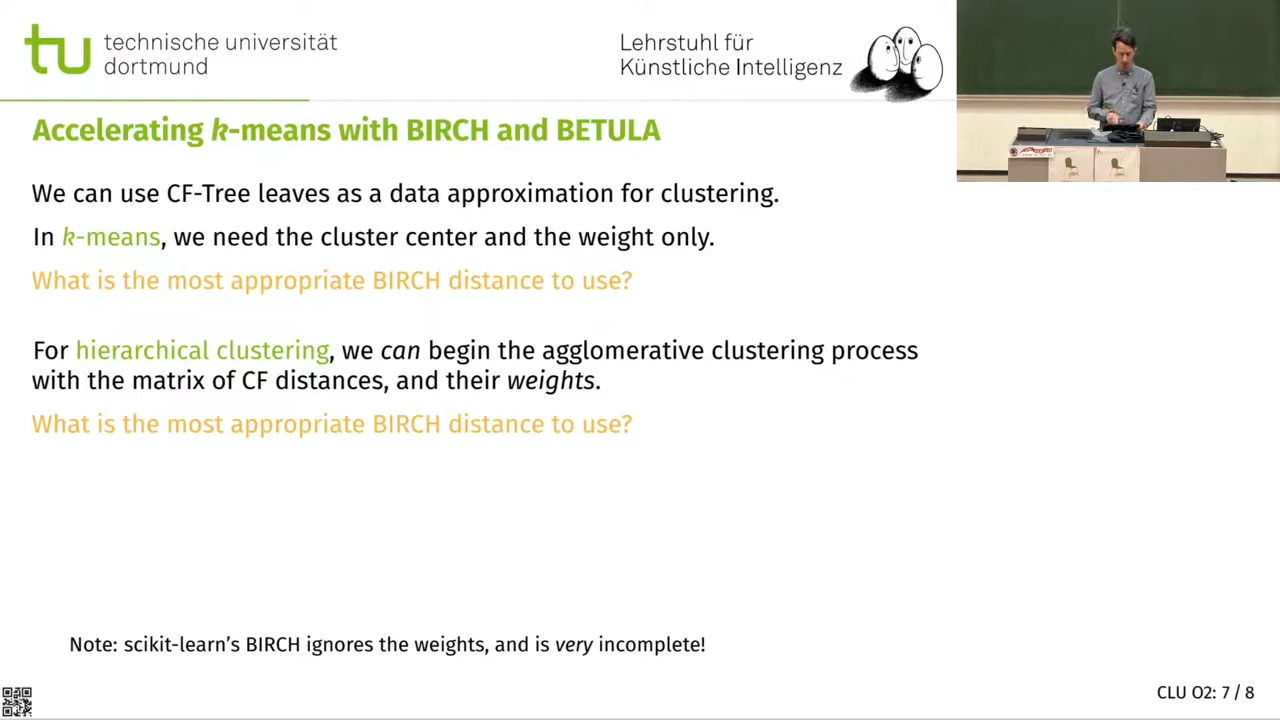 technische universität
dortmund
Lehrstuhl für
Künstliche Intelligenz
Accelerating k-means with BIRCH and BETULA
We can use CF-Tree leaves as a data approximation for clustering.
In k-means, we need the cluster center and the weight only.
What is the most appropriate BIRCH distance to use?
For hierarchical clustering, we can begin the agglomerative clustering process
with the matrix of CF distances, and their weights.
What is the most appropriate BIRCH distance to use?
Note: scikit-learn's BIRCH ignores the weights, and is very incomplete!
CLU O2: 7 / 8